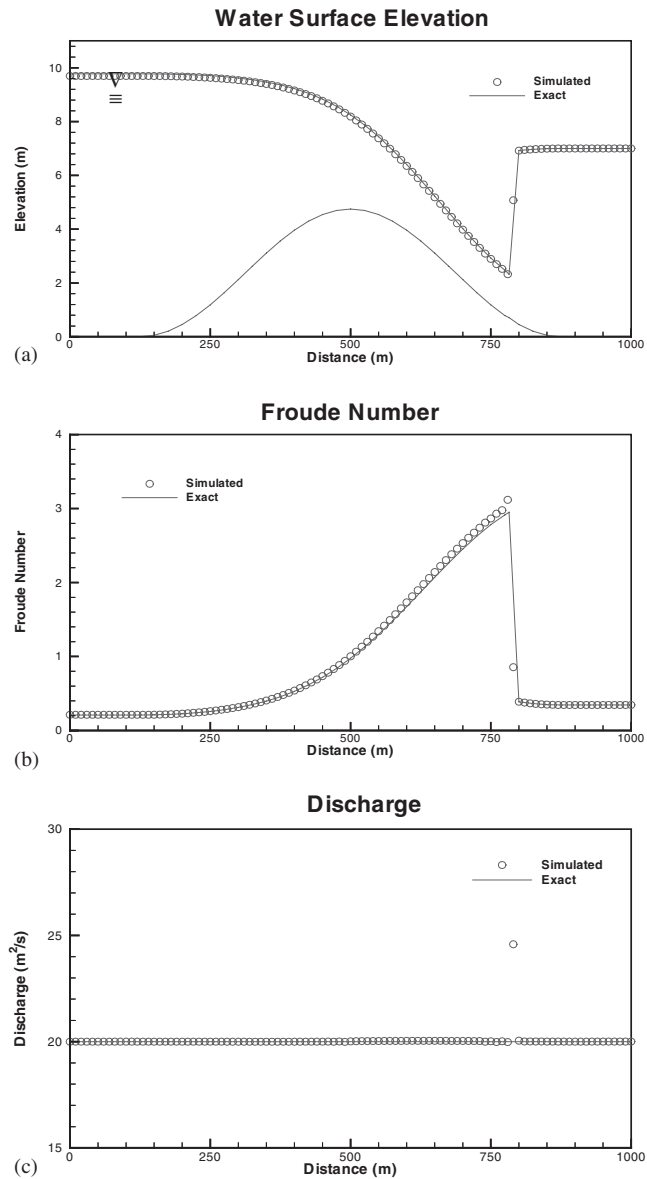 Water Surface Elevation
10
8
6
4
2
0
Elevation (m)
∇
≡
Simulated
Exact
0 250 500 750 1000
Distance (m)
(a)
Froude Number
4
3
2
1
0
Froude Number
Simulated
Exact
0 250 500 750 1000
Distance (m)
(b)
Discharge
30
25
20
15
Discharge (m²/s)
Simulated
Exact
0 250 500 750 1000
Distance (m)
(c)